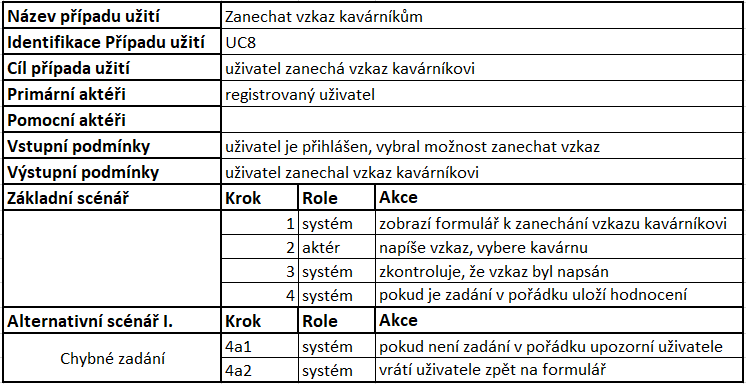 Název případu užití Zanechat vzkaz kavárníkům
Identifikace Případu užití UC8
Cíl případa užití uživatel zanechá vzkaz kavárníkovi
Primární aktéři registrovaný uživatel
Pomocní aktéři
Vstupní podmínky uživatel je přihlášen, vybral možnost zanechat vzkaz
Výstupní podmínky uživatel zanechal vzkaz kavárníkovi
Základní scénář Krok Role Akce
1 systém zobrazí formulář k zanechání vzkazu kavárníkovi
2 aktér napíše vzkaz, vybere kavárnu
3 systém zkontroluje, že vzkaz byl napsán
4 systém pokud je zadání v pořádku uloží hodnocení
Alternativní scénář I. Krok Role Akce
Chybné zadání 4a1 systém pokud není zadání v pořádku upozorní uživatele
4a2 systém vrátí uživatele zpět na formulář